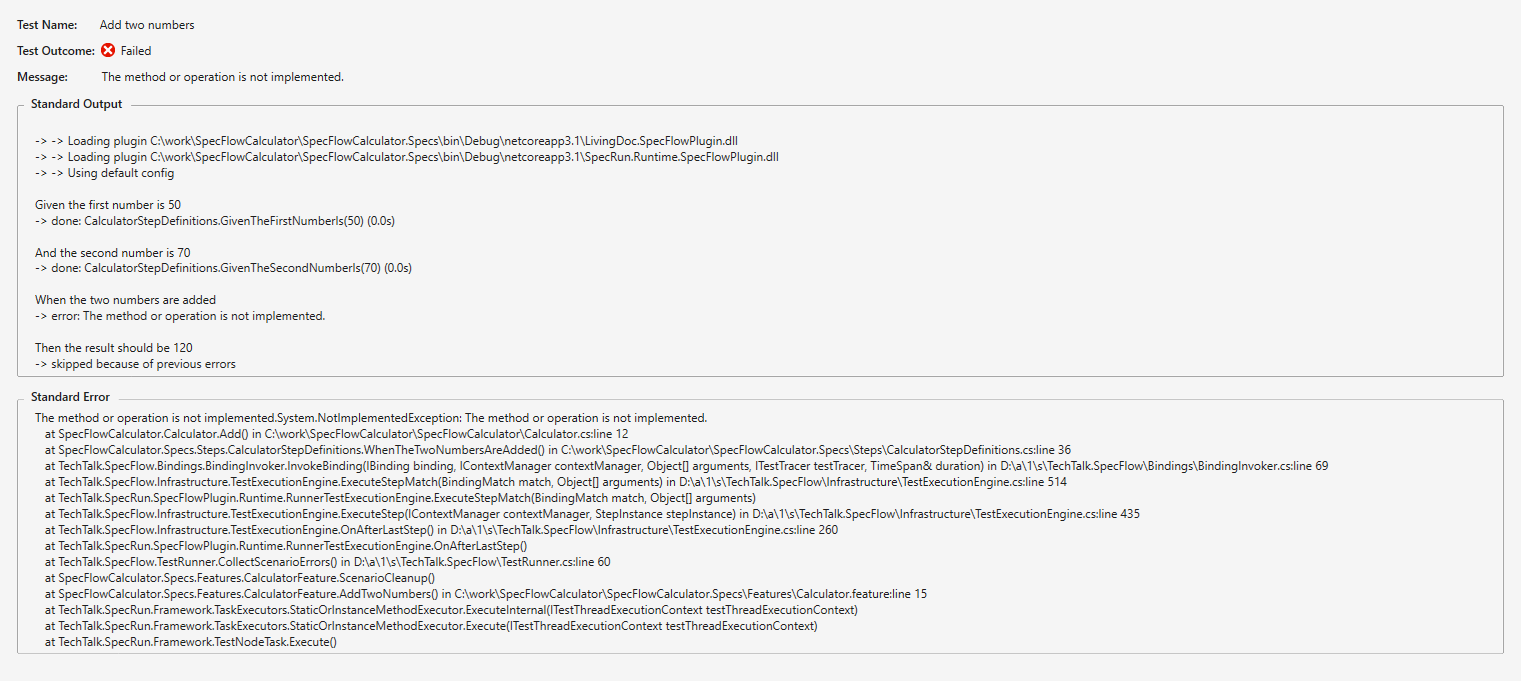 Test Name: Add two numbers
Test Outcome: Failed
Message: The method or operation is not implemented.
Standard Output
-> -> Loading plugin C:\work\SpecFlowCalculator\SpecFlowCalculator.Specs\bin\Debug\netcoreapp3.1\LivingDoc.SpecFlowPlugin.dll
-> -> Loading plugin C:\work\SpecFlowCalculator\SpecFlowCalculator.Specs\bin\Debug\netcoreapp3.1\SpecRun.Runtime.SpecFlowPlugin.dll
-> -> Using default config
Given the first number is 50
-> done: CalculatorStepDefinitions.GivenTheFirstNumberIs(50) (0.0s)
And the second number is 70
-> done: CalculatorStepDefinitions.GivenTheSecondNumberIs(70) (0.0s)
When the two numbers are added
-> error: The method or operation is not implemented.
Then the result should be 120
-> skipped because of previous errors
Standard Error
The method or operation is not implemented.System.NotImplementedException: The method or operation is not implemented.
at SpecFlowCalculator.Calculator.Add() in C:\work\SpecFlowCalculator\SpecFlowCalculator\Calculator.cs:line 12
at SpecFlowCalculator.Specs.Steps.CalculatorStepDefinitions.WhenTheTwoNumbersAreAdded() in C:\work\SpecFlowCalculator\SpecFlowCalculator.Specs\Steps\CalculatorStepDefinitions.cs:line 36
at TechTalk.SpecFlow.Bindings.BindingInvoker.InvokeBinding(IBinding binding, IContextManager contextManager, Object[] arguments, ITestTracer testTracer, TimeSpan& duration) in D:\a\1\s\TechTalk.SpecFlow\Bindings\BindingInvoker.cs:line 69
at TechTalk.SpecFlow.Infrastructure.TestExecutionEngine.ExecuteStepMatch(BindingMatch match, Object[] arguments) in D:\a\1\s\TechTalk.SpecFlow\Infrastructure\TestExecutionEngine.cs:line 514
at TechTalk.SpecRun.SpecFlowPlugin.Runtime.RunnerTestExecutionEngine.ExecuteStepMatch(BindingMatch match, Object[] arguments)
at TechTalk.SpecFlow.Infrastructure.TestExecutionEngine.ExecuteStep(IContextManager contextManager, StepInstance stepInstance) in D:\a\1\s\TechTalk.SpecFlow\Infrastructure\TestExecutionEngine.cs:line 435
at TechTalk.SpecFlow.Infrastructure.TestExecutionEngine.OnAfterLastStep() in D:\a\1\s\TechTalk.SpecFlow\Infrastructure\TestExecutionEngine.cs:line 260
at TechTalk.SpecRun.SpecFlowPlugin.Runtime.RunnerTestExecutionEngine.OnAfterLastStep()
at TechTalk.SpecFlow.TestRunner.CollectScenarioErrors() in D:\a\1\s\TechTalk.SpecFlow\TestRunner.cs:line 60
at SpecFlowCalculator.Specs.Features.CalculatorFeature.ScenarioCleanup()
at SpecFlowCalculator.Specs.Features.CalculatorFeature.AddTwoNumbers() in C:\work\SpecFlowCalculator\SpecFlowCalculator.Specs\Features\Calculator.feature:line 15
at TechTalk.SpecRun.Framework.TaskExecutors.StaticOrInstanceMethodExecutor.ExecuteInternal(ITestThreadExecutionContext testThreadExecutionContext)
at TechTalk.SpecRun.Framework.TaskExecutors.StaticOrInstanceMethodExecutor.Execute(ITestThreadExecutionContext testThreadExecutionContext)
at TechTalk.SpecRun.Framework.TestNodeTask.Execute()